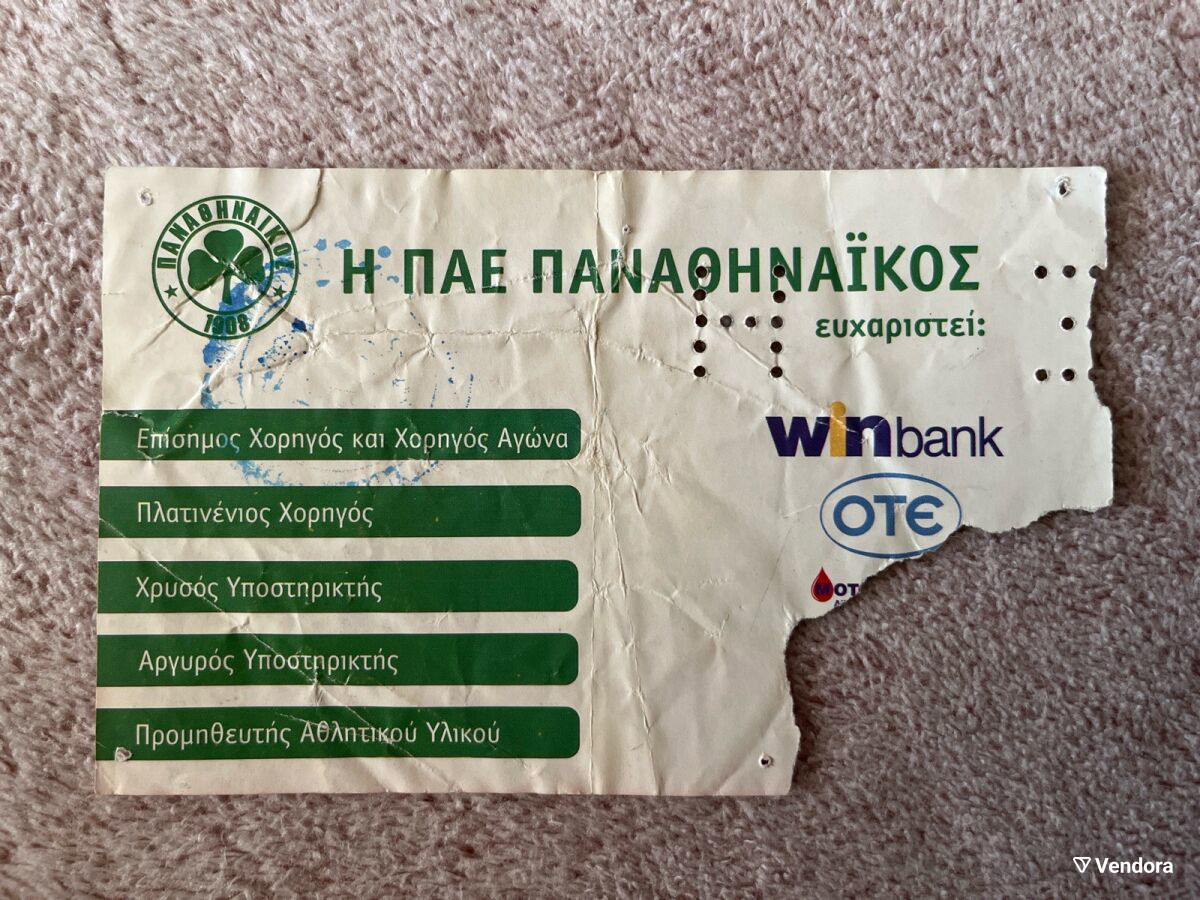 ΠΑΝΑΘΗΝΑΙΚΟΣ
1908
Η ΠΑΕ ΠΑΝΑΘΗΝΑΪΚΟΣ
ευχαριστεί:
Επίσημος Χορηγός και Χορηγός Αγώνα
winbank
Πλατινένιος Χορηγός
ΟΤΕ
Χρυσός Υποστηρικτής
Αργυρός Υποστηρικτής
Προμηθευτής Αθλητικού Υλικού
Vendora